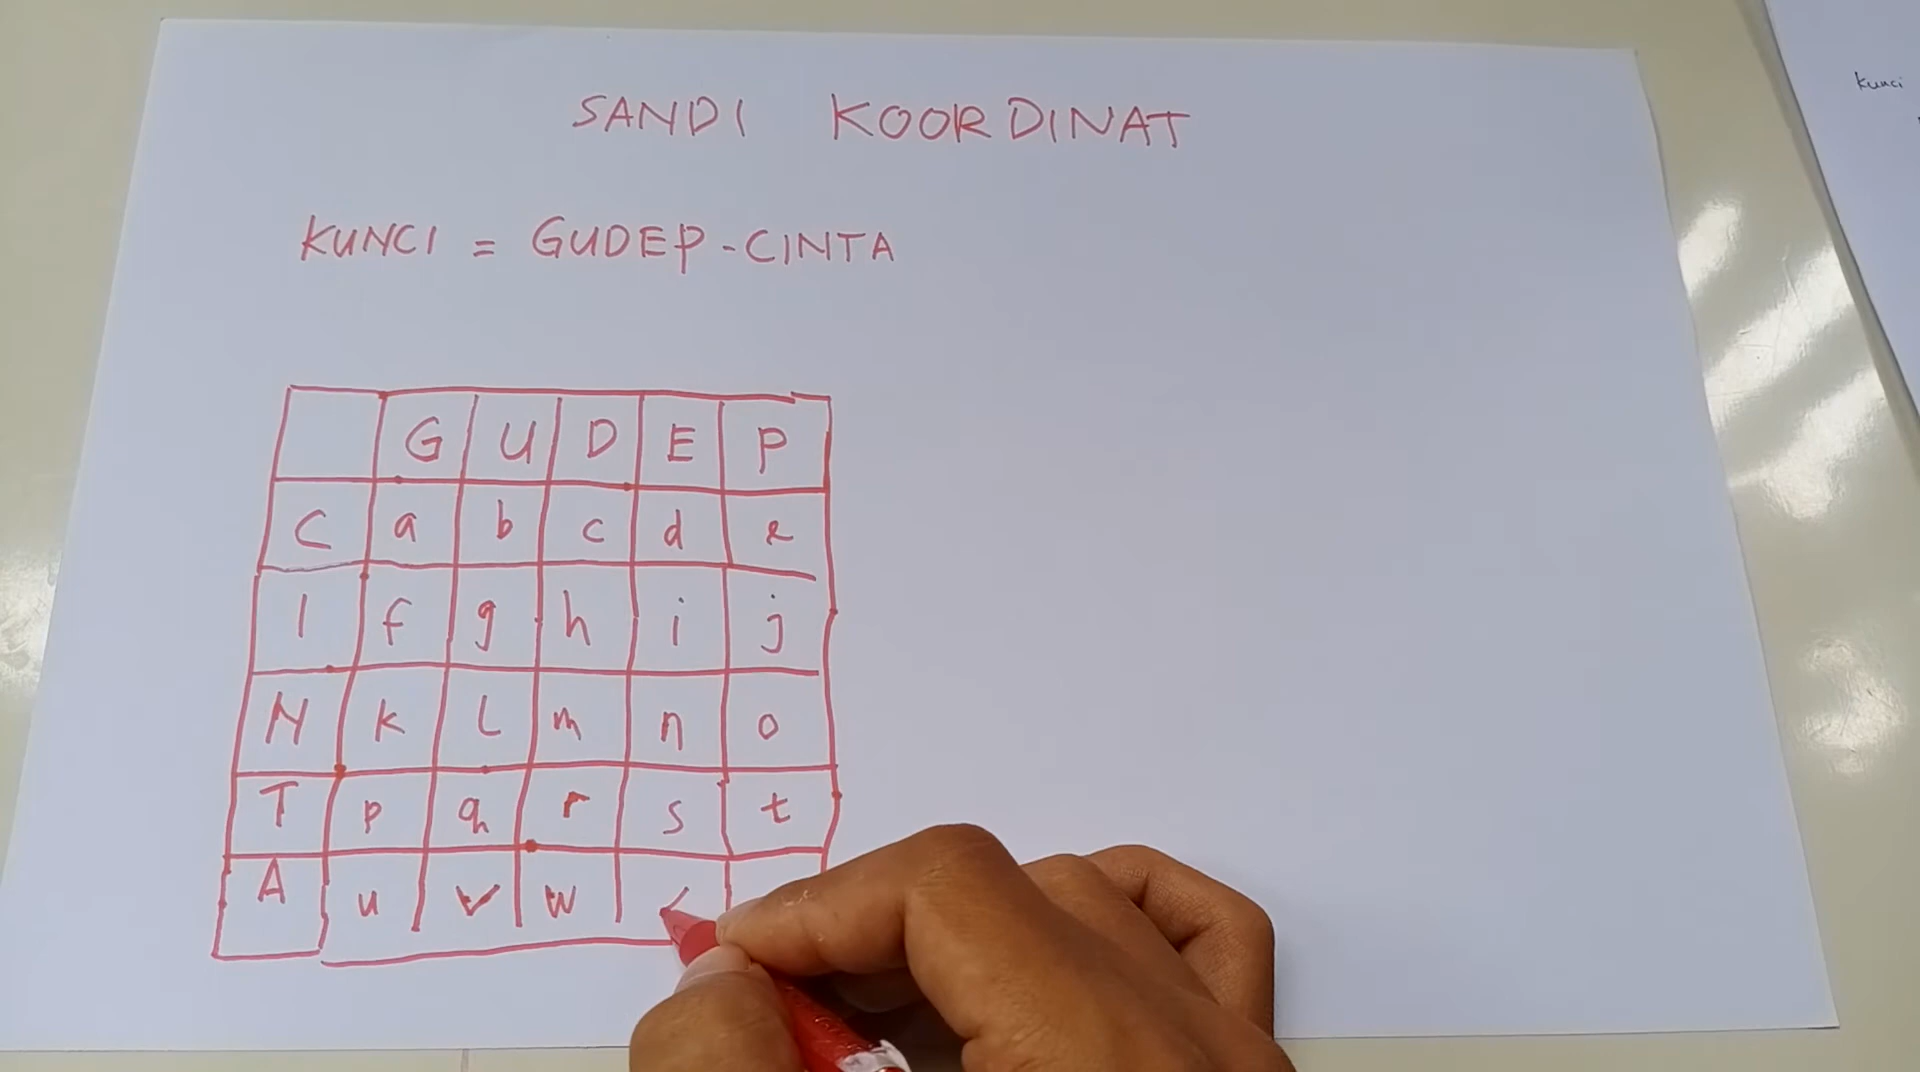 SANDI KOORDINAT
Kunci
KUNCI = GUDEP-CINTA
G U D E P
C a b c d e
I f g h i j
N k L m n o
T p q r s t
A u v w